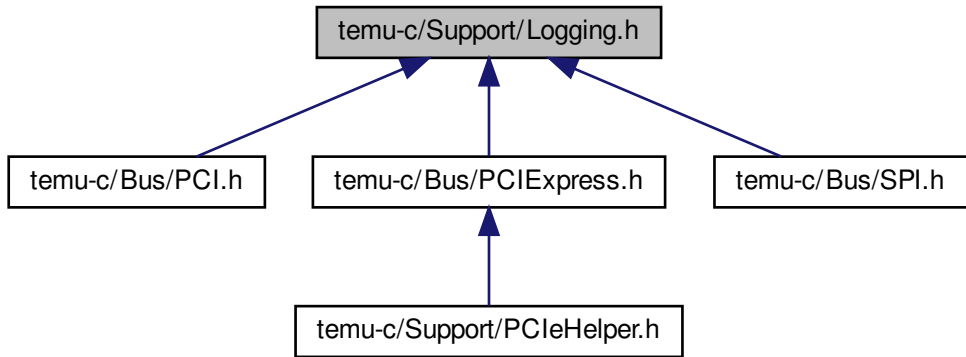 temu-c/Support/Logging.h
temu-c/Bus/PCI.h
temu-c/Bus/PCIExpress.h
temu-c/Bus/SPI.h
temu-c/Support/PCIeHelper.h